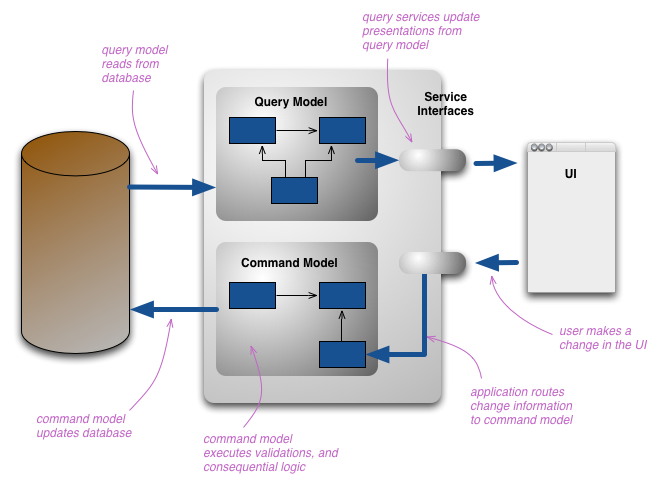 query services update
presentations from
query model
query model
reads from
database
Query Model
Service
Interfaces
UI
Command Model
user makes a
change in the UI
application routes
change information
to command model
command model
updates database
command model
executes validations, and
consequential logic